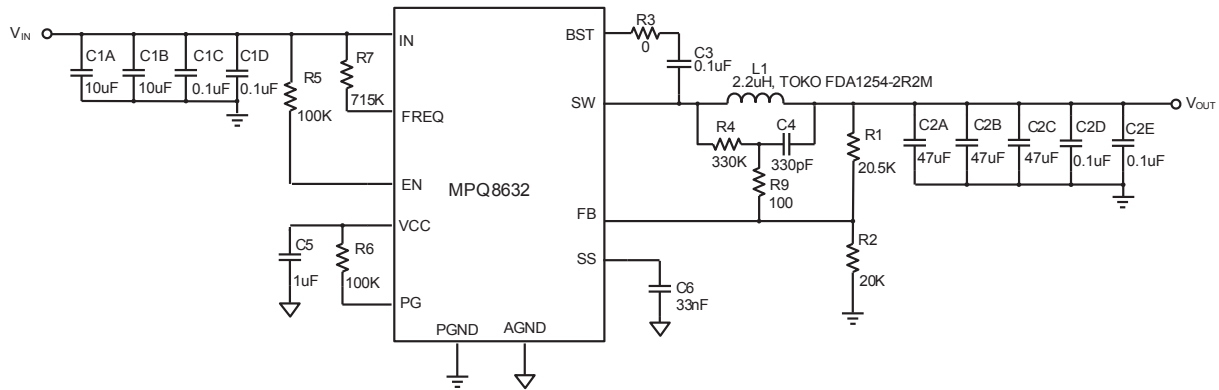 VIN
C1A
10uF
C1B
10uF
C1C
0.1uF
C1D
0.1uF
R5
100K
R7
715K
IN
FREQ
EN
VCC
PG
C5
1uF
R6
100K
MPQ8632
PGND
AGND
BST
SW
FB
SS
R3
0
C3
0.1uF
L1
2.2uH, TOKO FDA1254-2R2M
R4
330K
C4
330pF
R9
100
R1
20.5K
R2
20K
C6
33nF
C2A
47uF
C2B
47uF
C2C
47uF
C2D
0.1uF
C2E
0.1uF
VOUT